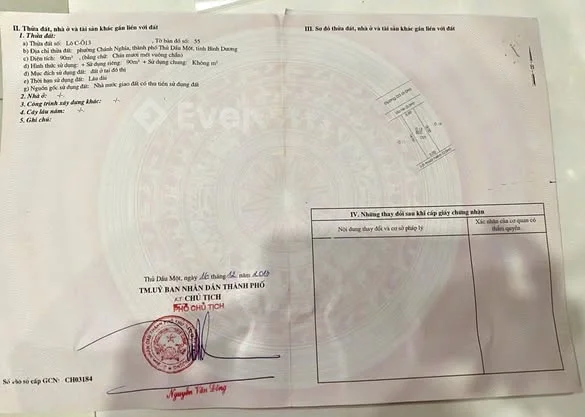 II. Thửa đất, nhà ở và tài sản khác gắn liền với đất
1. Thửa đất:
a) Thửa đất số: Lô C-Ô13 , Tờ bản đồ số: 55
b) Địa chỉ thửa đất: phường Chánh Nghĩa, thành phố Thủ Dầu Một, tỉnh Bình Dương
c) Diện tích: 90m², (bằng chữ: Chín mươi mét vuông chẵn)
d) Hình thức sử dụng: + Sử dụng riêng: 90m² + Sử dụng chung: Không m²
đ) Mục đích sử dụng đất: đất ở tại đô thị
e) Thời hạn sử dụng đất: Lâu dài
g) Nguồn gốc sử dụng đất: Nhà nước giao đất có thu tiền sử dụng đất
2. Nhà ở: -/-
3. Công trình xây dựng khác: -/-
4. Cây lâu năm: -/-
5. Ghi chú:
Thủ Dầu Một, ngày tháng 12 năm
TM.UỶ BAN NHÂN DÂN THÀNH PHỐ
KT CHỦ TỊCH
PHÓ CHỦ TỊCH
Nguyễn Văn Đông
Số vào sổ cấp GCN: CH03184
III. Sơ đồ thửa đất, nhà ở và tài sản khác gắn liền với đất
IV. Những thay đổi sau khi cấp giấy chứng nhận
Nội dung thay đổi và cơ sở pháp lý
Xác nhận của cơ quan có
thẩm quyền